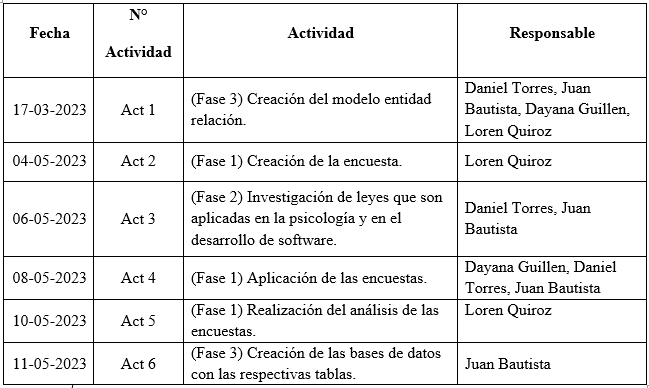 Fecha
N°
Actividad
Actividad
Responsable
17-03-2023
Act 1
(Fase 3) Creación del modelo entidad
relación.
Daniel Torres, Juan
Bautista, Dayana Guillen,
Loren Quiroz
04-05-2023
Act 2
(Fase 1) Creación de la encuesta.
Loren Quiroz
06-05-2023
Act 3
(Fase 2) Investigación de leyes que son
aplicadas en la psicología y en el
desarrollo de software.
Daniel Torres, Juan
Bautista
08-05-2023
Act 4
(Fase 1) Aplicación de las encuestas.
Dayana Guillen, Daniel
Torres, Juan Bautista
10-05-2023
Act 5
(Fase 1) Realización del análisis de las
encuestas.
Loren Quiroz
11-05-2023
Act 6
(Fase 3) Creación de las bases de datos
con las respectivas tablas.
Juan Bautista